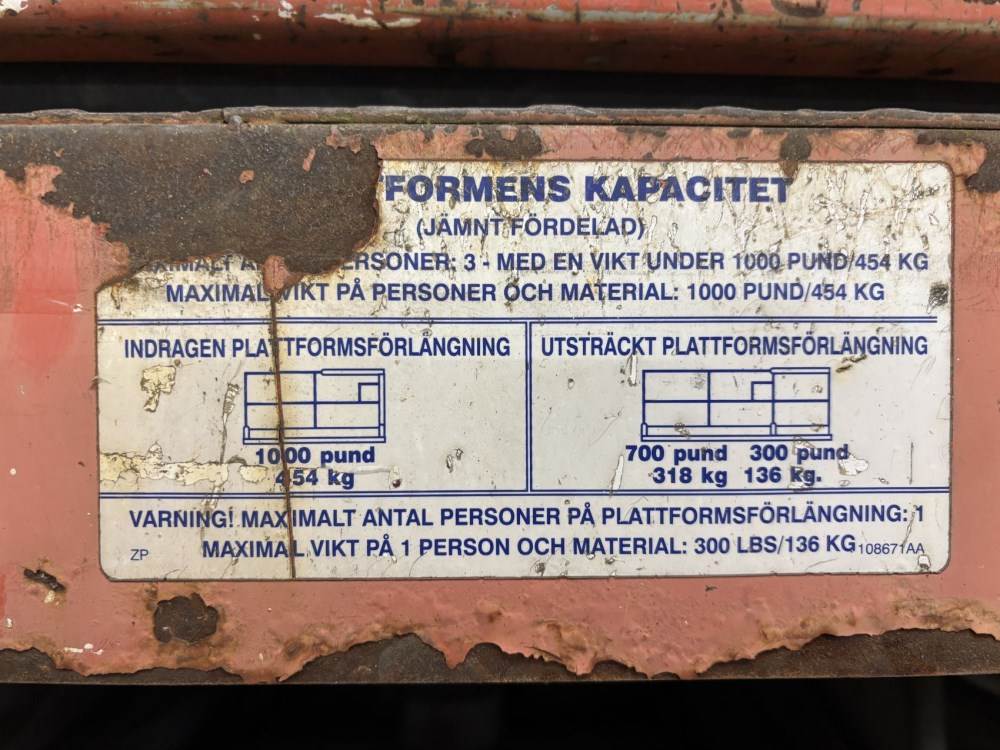 TFORMENS KAPACITET
(JÄMNT FÖRDELAD)
PERSONER: 3 - MED EN VIKT UNDER 1000 PUND/454 KG
MAXIMAL VIKT PÅ PERSONER OCH MATERIAL: 1000 PUND/454 KG
INDRAGEN PLATTFORMSFÖRLÄNGNING
UTSTRÄCKT PLATTFORMSFÖRLÄNGNING
1000 pund
454 kg
700 pund 300 pund
318 kg 136 kg.
VARNING! MAXIMALT ANTAL PERSONER PÅ PLATTFORMSFÖRLÄNGNING: 1
MAXIMAL VIKT PÅ 1 PERSON OCH MATERIAL: 300 LBS/136 KG
ZP
1108671AA